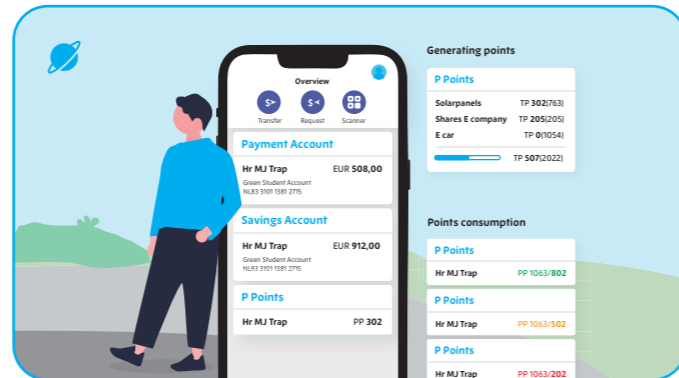 Overview
$>
$<
Transfer
Request
Scanner
Payment Account
Hr MJ Trap EUR 508,00
Green Student Account
NL83 3101 1381 2715
Savings Account
Hr MJ Trap EUR 912,00
Green Student Account
NL93 3101 1381 2715
P Points
Hr MJ Trap PP 302
Generating points
P Points
Solarpanels TP 302(763)
Shares E company TP 205(205)
E car TP 0(1054)
TP 507(2022)
Points consumption
P Points
Hr MJ Trap PP 1063/802
P Points
Hr MJ Trap PP 1063/502
P Points
Hr MJ Trap PP 1063/202